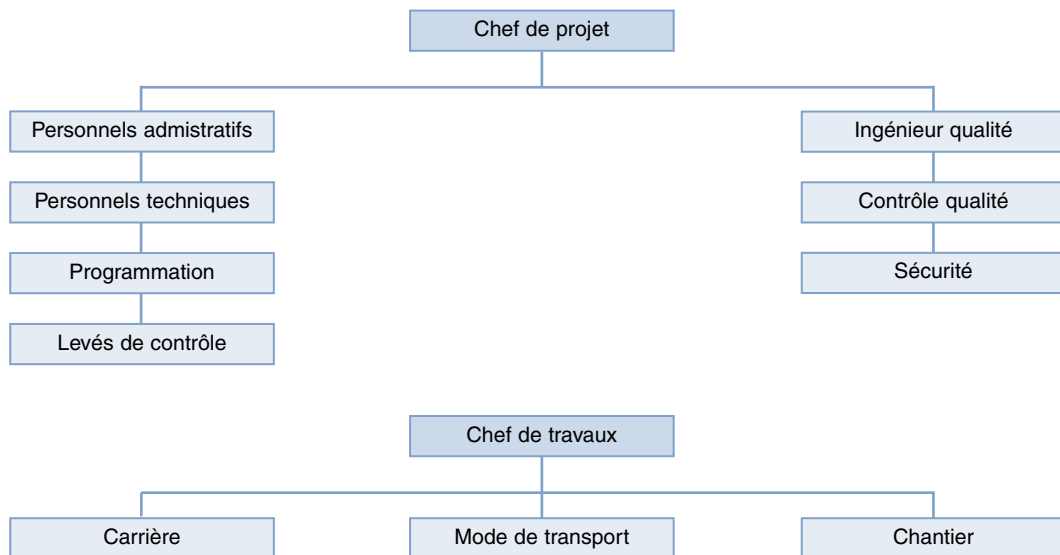 Chef de projet
Personnels admistratifs
Ingénieur qualité
Personnels techniques
Contrôle qualité
Programmation
Sécurité
Levés de contrôle
Chef de travaux
Carrière
Mode de transport
Chantier